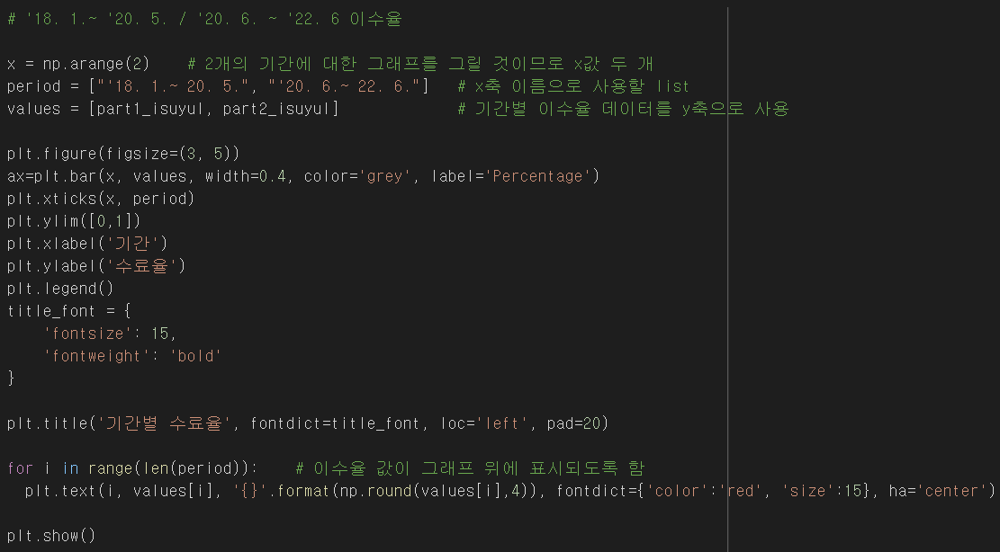 # '18. 1.~ '20. 5. / '20. 6. ~ '22. 6 이수율
x = np.arange(2)    # 2개의 기간에 대한 그래프를 그릴 것이므로 x값 두 개
period = ["'18. 1.~ 20. 5.", "'20. 6.~ 22. 6."]   # x축 이름으로 사용할 list
values = [part1_isuyul, part2_isuyul]             # 기간별 이수율 데이터를 y축으로 사용
plt.figure(figsize=(3, 5))
ax=plt.bar(x, values, width=0.4, color='grey', label='Percentage')
plt.xticks(x, period)
plt.ylim([0,1])
plt.xlabel('기간')
plt.ylabel('수료율')
plt.legend()
title_font = {
    'fontsize': 15,
    'fontweight': 'bold'
}
plt.title('기간별 수료율', fontdict=title_font, loc='left', pad=20)
for i in range(len(period)):    # 이수율 값이 그래프 위에 표시되도록 함
  plt.text(i, values[i], '{}'.format(np.round(values[i],4)), fontdict={'color':'red', 'size':15}, ha='center')
plt.show()